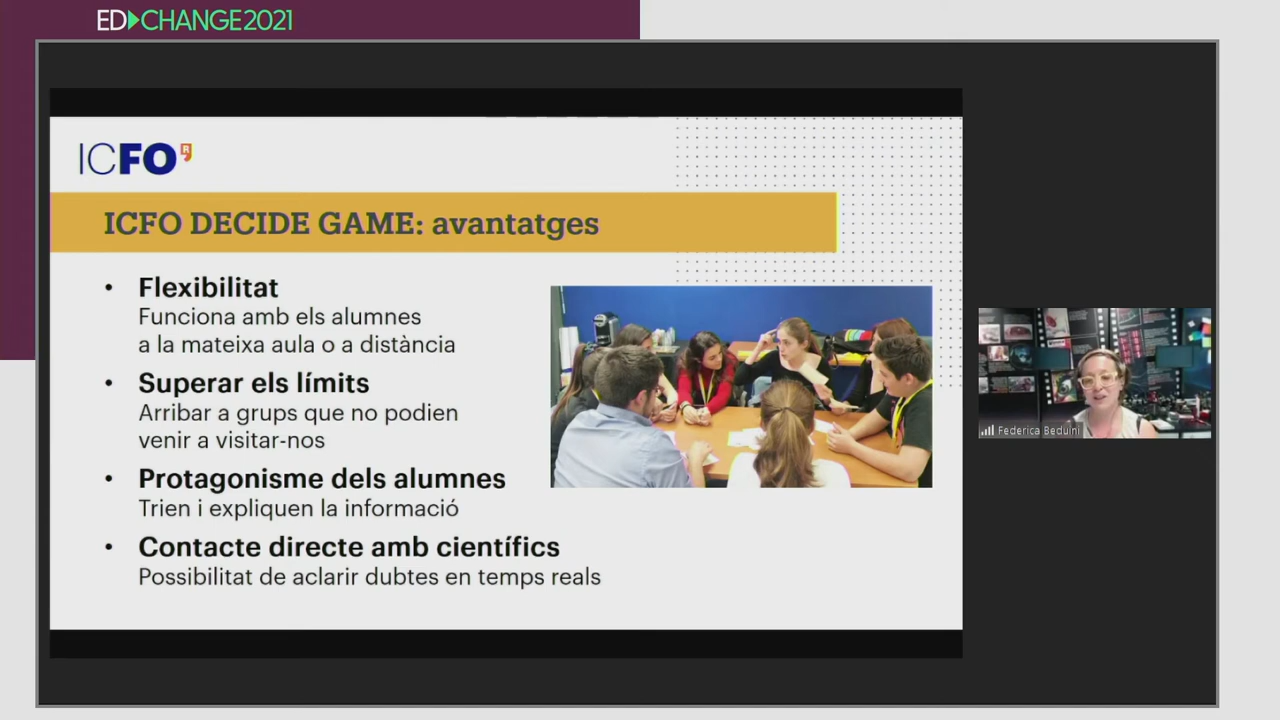 ED CHANGE2021
ICFO
R
ICFO DECIDE GAME: avantatges
• Flexibilitat
Funciona amb els alumnes
a la mateixa aula o a distància
• Superar els límits
Arribar a grups que no podien
venir a visitar-nos
• Protagonisme dels alumnes
Trien i expliquen la informació
• Contacte directe amb científics
Possibilitat de aclarir dubtes en temps reals
Federica Beduini